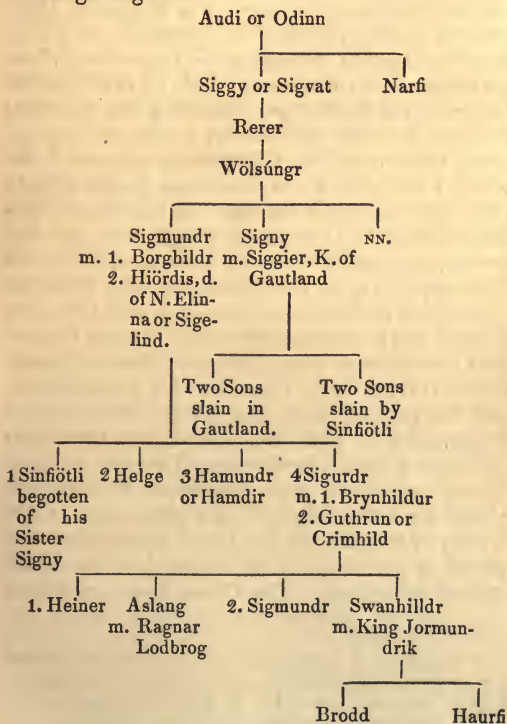 Audi or Odinn
Siggy or Sigvat Narfi
Rerer
Wölsúngr
Sigmundr
m. 1. Borghildr
2. Hiördis, d.
of N. Elin-
na or Sige-
lind.
Signy
m. Siggier, K. of
Gautland
NN.
Two Sons
slain in
Gautland.
Two Sons
slain by
Sinfiötli
1 Sinfiötli
begotten
of his
Sister
Signy
2 Helge
3 Hamundr
or Hamdir
4 Sigurdr
m. 1. Brynhildur
2. Guthrun or
Crimhild
1. Heiner
Aslang
m. Ragnar
Lodbrog
2. Sigmundr
Swanhilldr
m. King Jormun-
drik
Brodd Haurfi